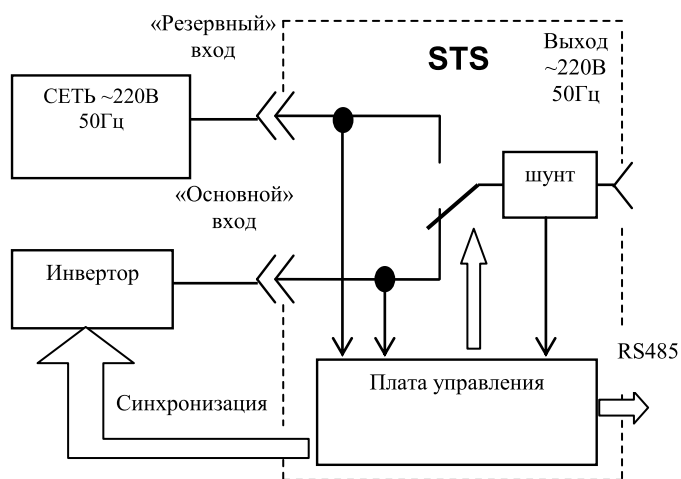 «Резервный»
вход
STS
Выход
~220В
50Гц
СЕТЬ ~220В
50Гц
шунт
«Основной»
вход
Инвертор
RS485
Плата управления
Синхронизация